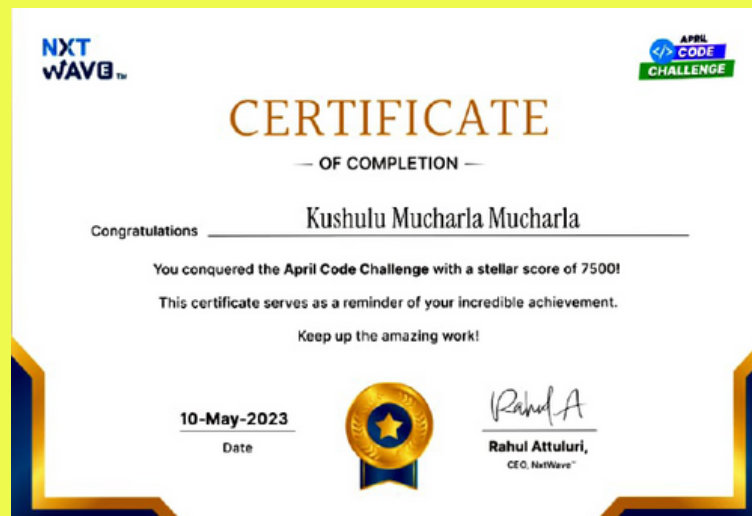 NXT
WAVE™
APRIL
</> CODE
CHALLENGE
CERTIFICATE
— OF COMPLETION —
Congratulations Kushulu Mucharla Mucharla
You conquered the April Code Challenge with a stellar score of 7500!
This certificate serves as a reminder of your incredible achievement.
Keep up the amazing work!
Rahul A
10-May-2023
Date
Rahul Attuluri,
CEO, NxtWave™